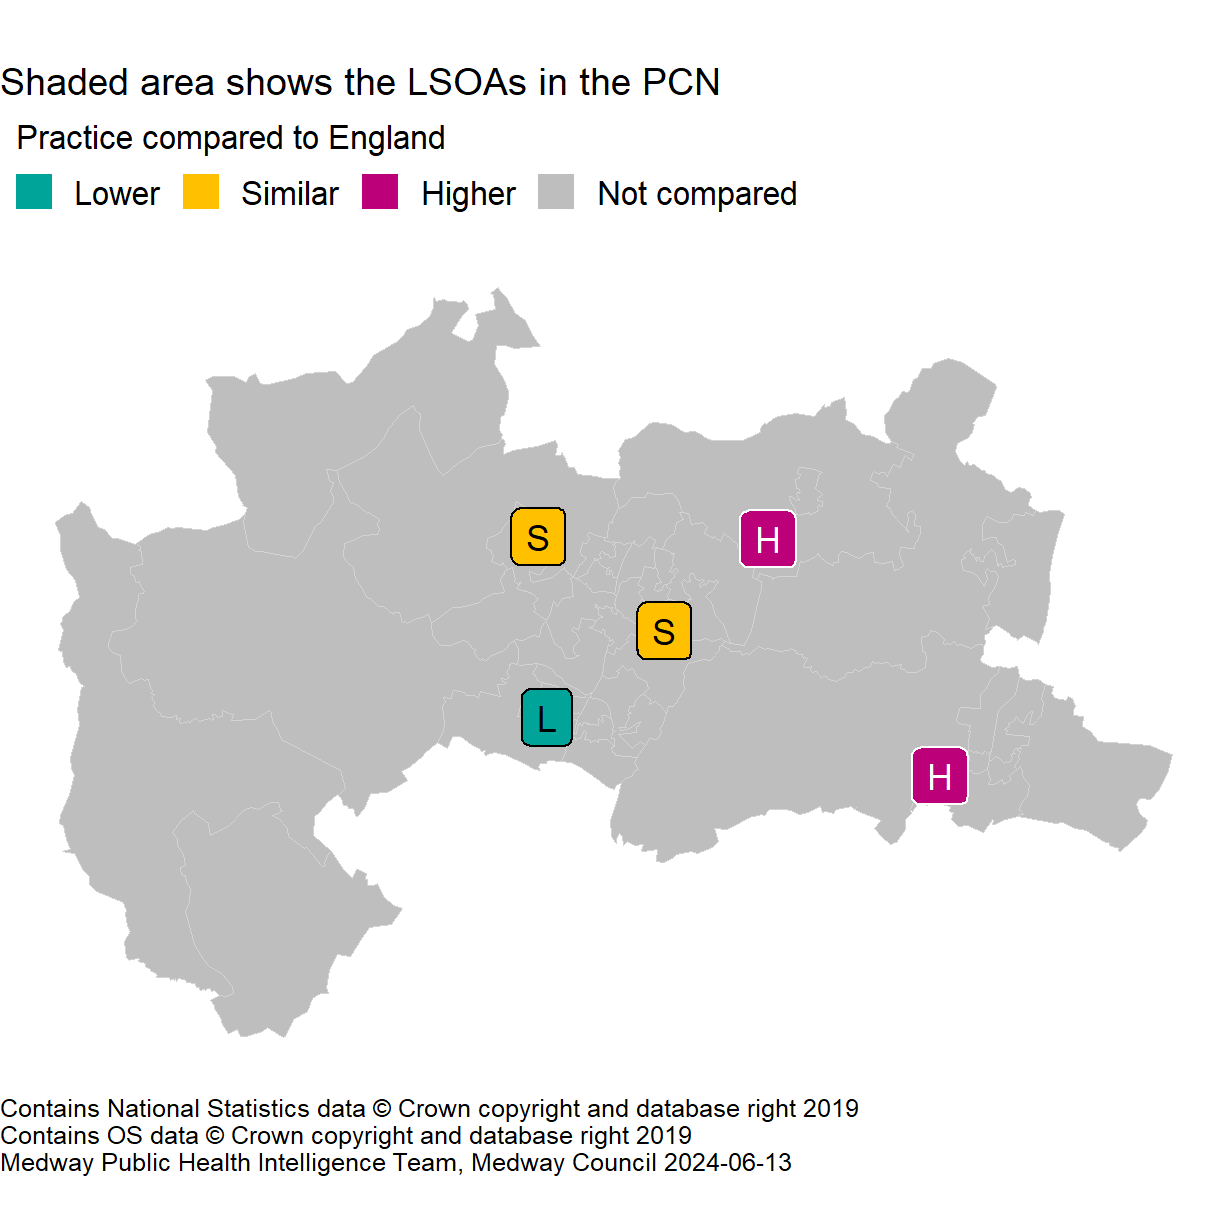 Shaded area shows the LSOAs in the PCN
Practice compared to England
Lower Similar Higher Not compared
S
H
S
L
H
Contains National Statistics data © Crown copyright and database right 2019
Contains OS data © Crown copyright and database right 2019
Medway Public Health Intelligence Team, Medway Council 2024-06-13